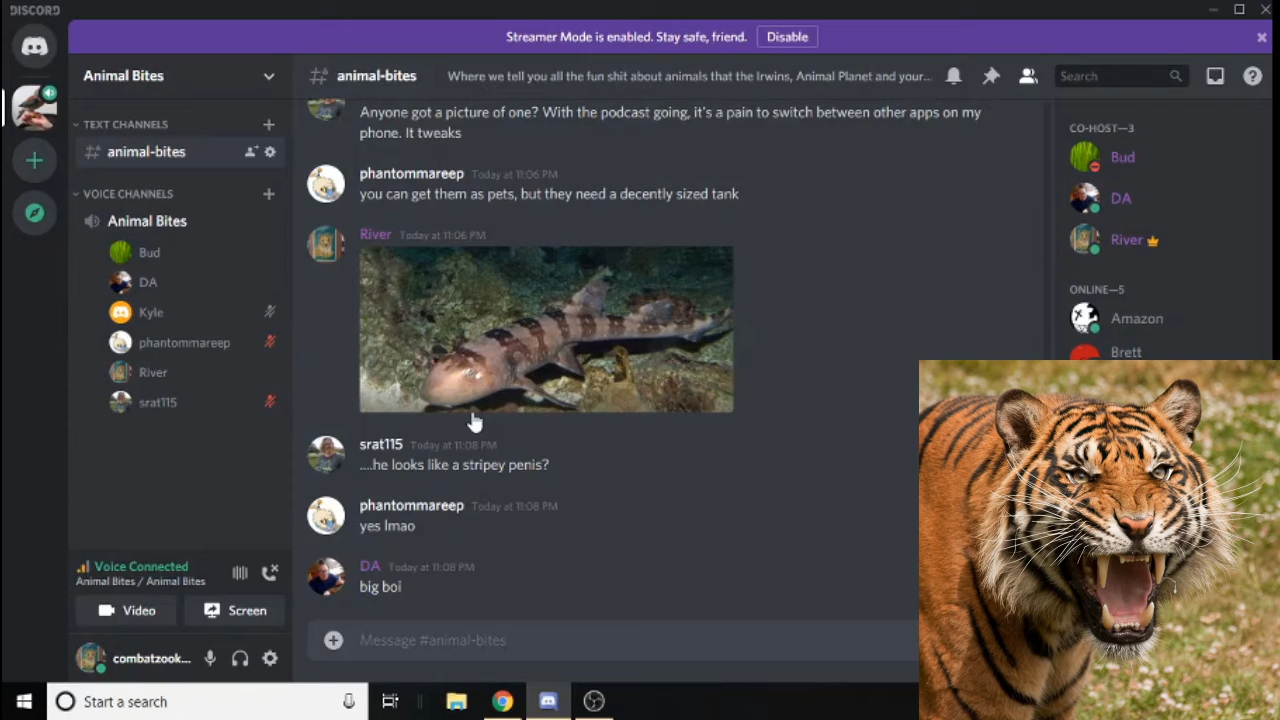 DISCORD
Streamer Mode is enabled. Stay safe, friend.
Disable
Animal Bites
animal-bites
Where we tell you all the fun shit about animals that the Irwins, Animal Planet and your...
Search
TEXT CHANNELS
animal-bites
VOICE CHANNELS
Animal Bites
Bud
DA
Kyle
phantommareep
River
srat115
Voice Connected
Animal Bites / Animal Bites
Video
Screen
combatzook...
Anyone got a picture of one? With the podcast going, it's a pain to switch between other apps on my
phone. It tweaks
phantommareep Today at 11:06 PM
you can get them as pets, but they need a decently sized tank
River Today at 11:06 PM
srat115 Today at 11:08 PM
....he looks like a stripey penis?
phantommareep Today at 11:08 PM
yes lmao
DA Today at 11:08 PM
big boi
Message #animal-bites
CO-HOST—3
Bud
DA
River
ONLINE—5
Amazon
Brett
Start a search